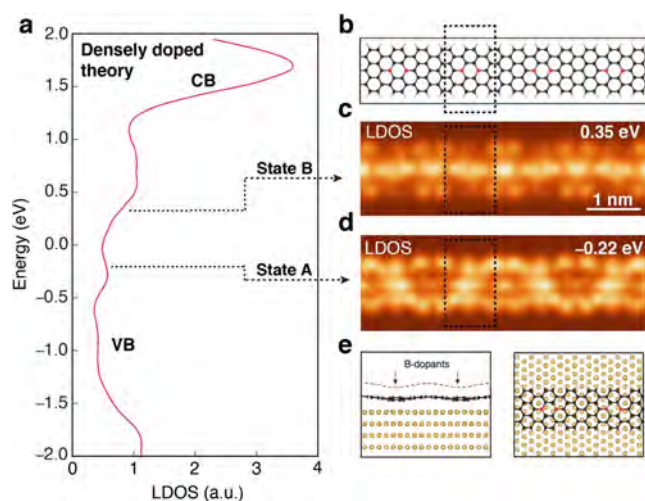 a
Densely doped
theory
CB
State B
State A
VB
2.0
1.5
1.0
0.5
0.0
−0.5
−1.0
−1.5
−2.0
Energy (eV)
0 1 2 3 4
LDOS (a.u.)
b
c
LDOS 0.35 eV
1 nm
d
LDOS −0.22 eV
e
B-dopants